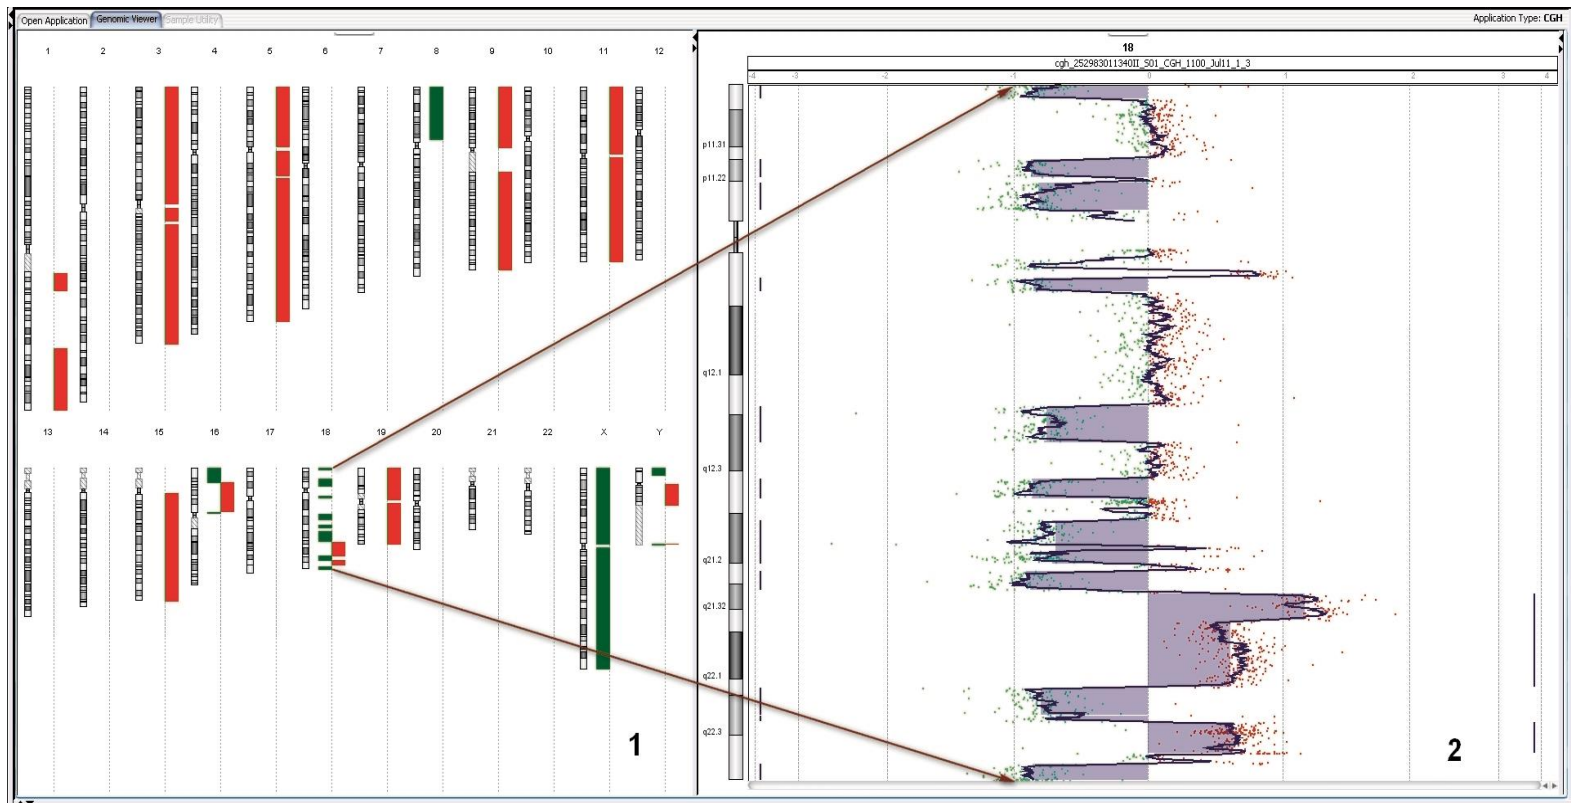 Open Application Genomic Viewer Sample Utility
Application Type: CGH
1 2 3 4 5 6 7 8 9 10 11 12
13 14 15 16 17 18 19 20 21 22 X Y
1
18
cgh_252983011340II_S01_CGH_1100_Jul11_1_3
-4 -3 -2 -1 0 1 2 3 4
p11.31
p11.22
q12.1
q12.3
q21.2
q21.32
q22.1
q22.3
2